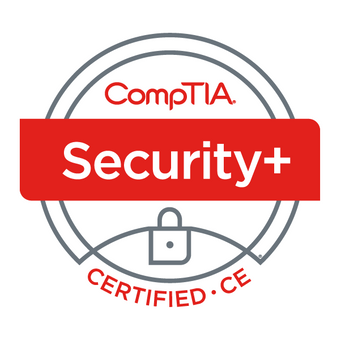 CompTIA®
Security+
CERTIFIED · CE